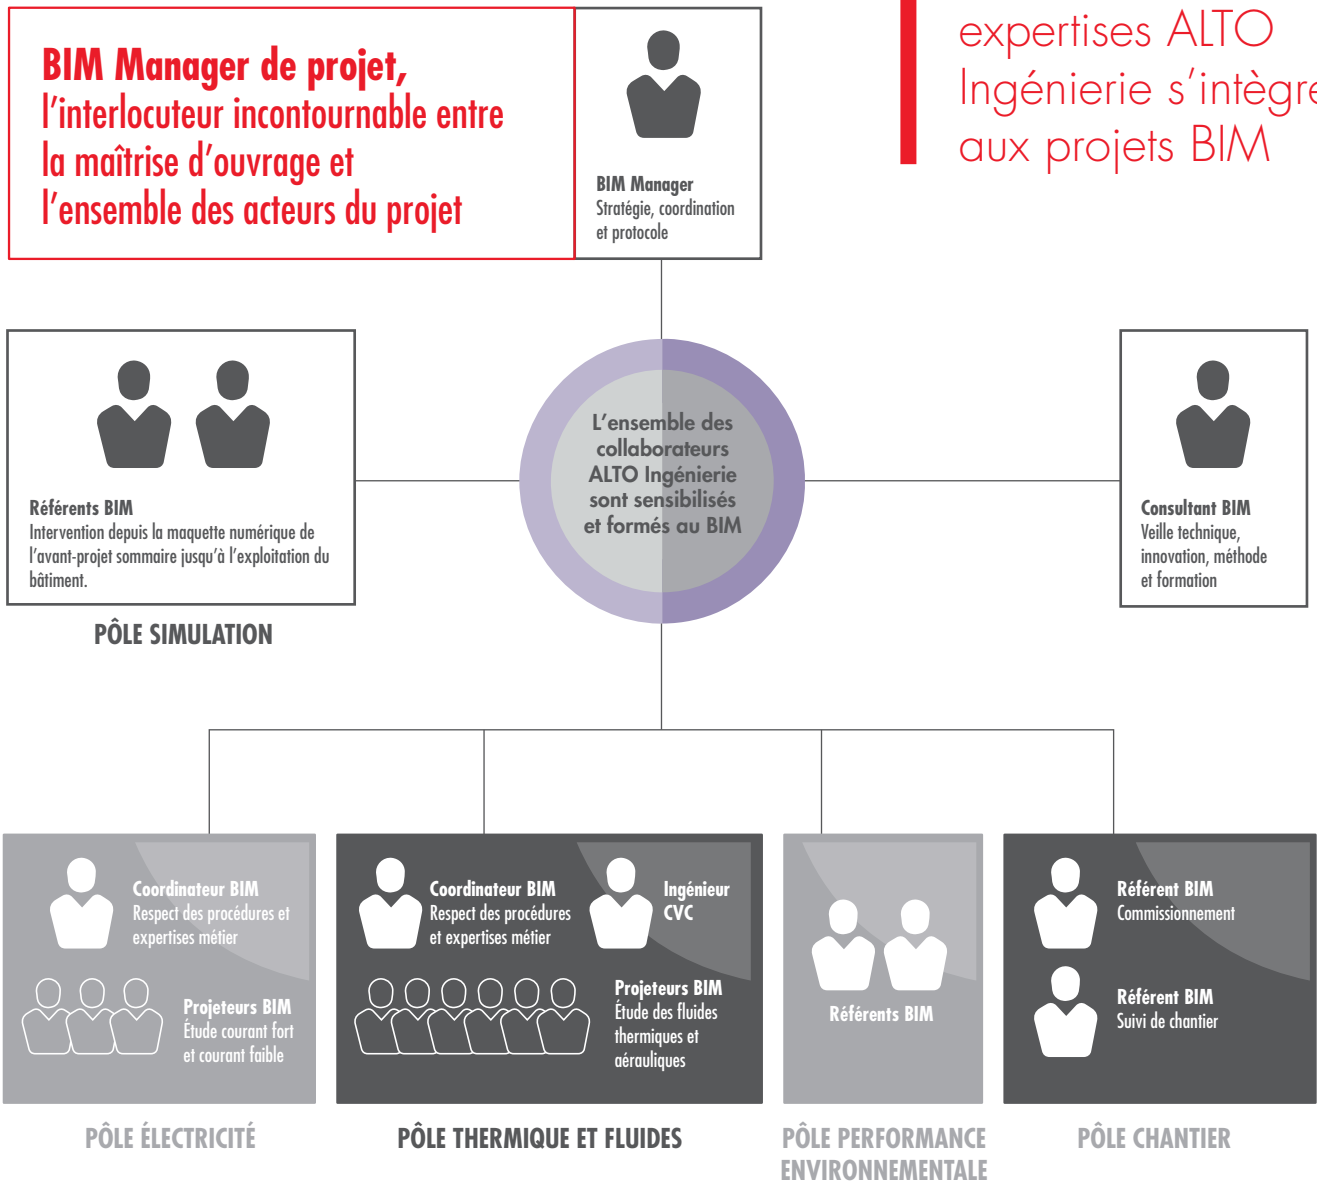 BIM Manager de projet,
l’interlocuteur incontournable entre
la maîtrise d’ouvrage et
l’ensemble des acteurs du projet
BIM Manager
Stratégie, coordination
et protocole
expertises ALTO
Ingénierie s’intègre
aux projets BIM
Référents BIM
Intervention depuis la maquette numérique de
l’avant-projet sommaire jusqu’à l’exploitation du
bâtiment.
PÔLE SIMULATION
L’ensemble des
collaborateurs
ALTO Ingénierie
sont sensibilisés
et formés au BIM
Consultant BIM
Veille technique,
innovation, méthode
et formation
Coordinateur BIM
Respect des procédures et
expertises métier
Projeteurs BIM
Étude courant fort
et courant faible
PÔLE ÉLECTRICITÉ
Coordinateur BIM
Respect des procédures
et expertises métier
Ingénieur
CVC
Projeteurs BIM
Étude des fluides
thermiques et
aérauliques
PÔLE THERMIQUE ET FLUIDES
Référents BIM
PÔLE PERFORMANCE
ENVIRONNEMENTALE
Référent BIM
Commissionnement
Référent BIM
Suivi de chantier
PÔLE CHANTIER